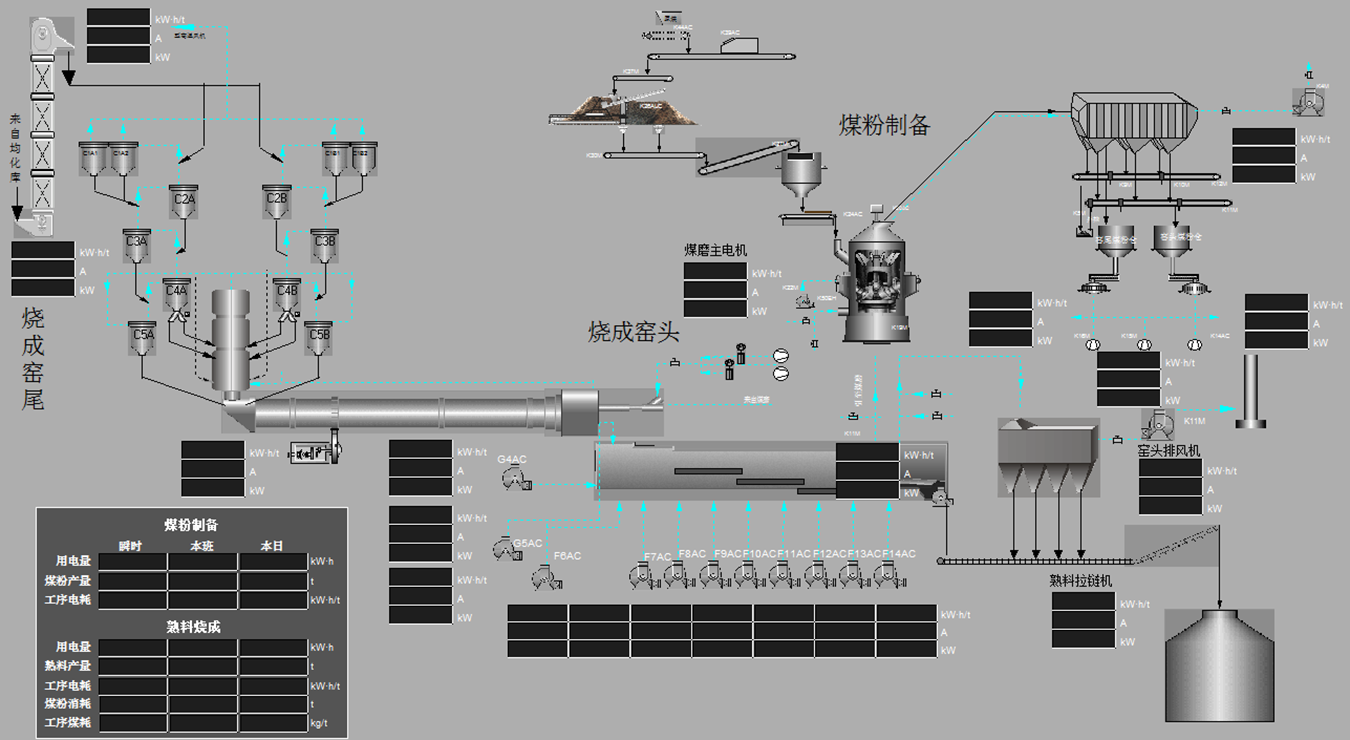 kW·h/t
A
kW
来自均化库
C1A1
C1A2
C1B1
C2A
C2B
C3A
C3B
C4A
C4B
C5A
C5B
kW·h/t
A
kW
烧成窑尾
煤粉制备
kW·h/t
A
kW
煤磨主电机
kW·h/t
A
kW
烧成窑头
kW·h/t
A
kW
kW·h/t
A
kW
kW·h/t
A
kW
K11M
窑头排风机
kW·h/t
A
kW
kW·h/t
A
kW
kW·h/t
A
kW
kW·h/t
A
kW
kW·h/t
A
kW
kW·h/t
A
kW
G4AC
G5AC
F6AC
F7AC
F8AC
F9AC
F10AC
F11AC
F12AC
F13AC
F14AC
kW·h/t
A
kW
熟料拉链机
kW·h/t
A
kW
煤粉制备
瞬时 本班 本日
用电量 kW·h
煤粉产量 t
工序电耗 kW·h/t
熟料烧成
用电量 kW·h
熟料产量 t
工序电耗 kW·h/t
煤粉消耗 t
工序煤耗 kg/t